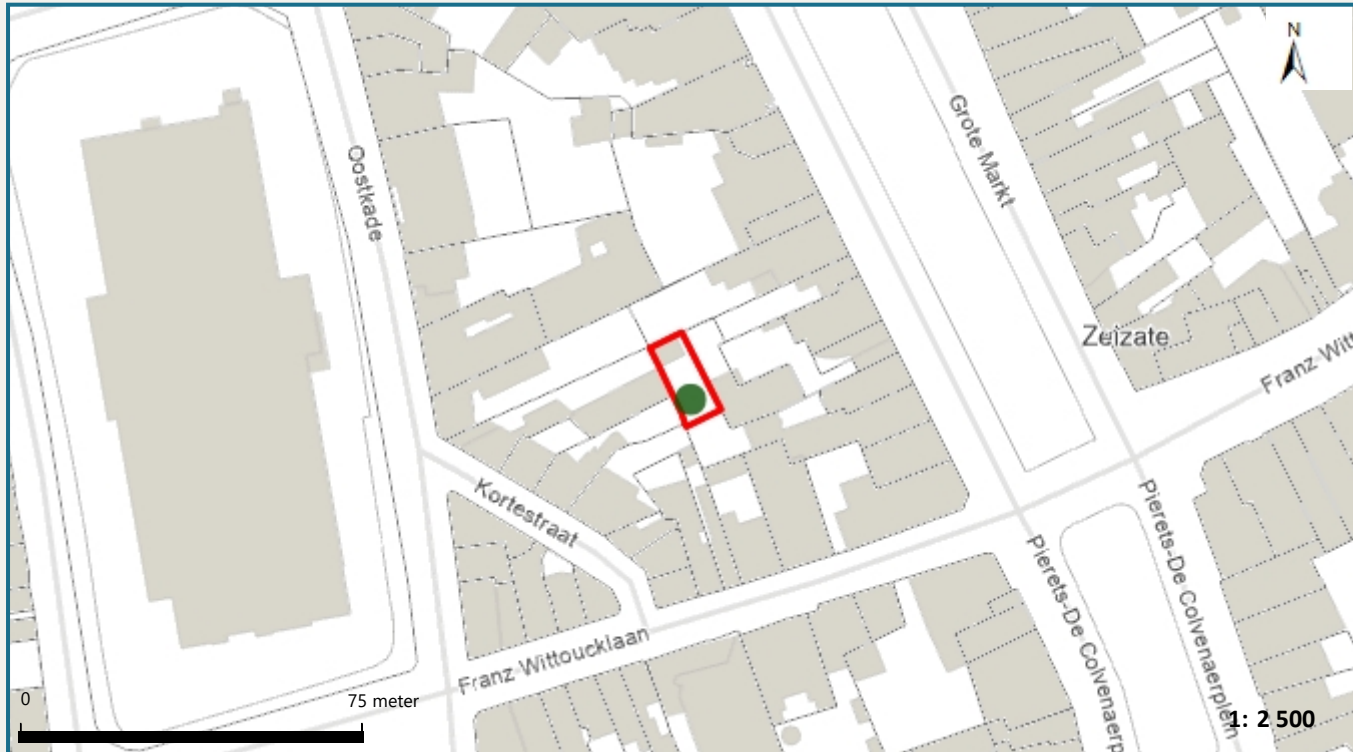 N
Grote Markt
Oostkade
Zelzate
Franz Witt
Kortestraat
Pierets-De Colvenaerplein
Pierets-De Colvenaerp
Franz Wittoucklaan
0
75 meter
1: 2 500